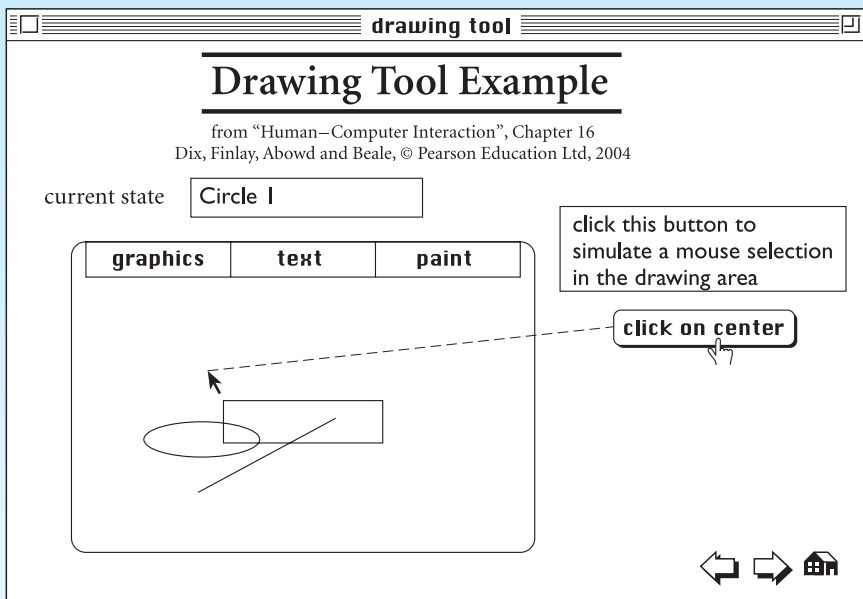 drawing tool
Drawing Tool Example
from “Human–Computer Interaction”, Chapter 16
Dix, Finlay, Abowd and Beale, © Pearson Education Ltd, 2004
current state
Circle 1
click this button to
simulate a mouse selection
in the drawing area
graphics
text
paint
click on center